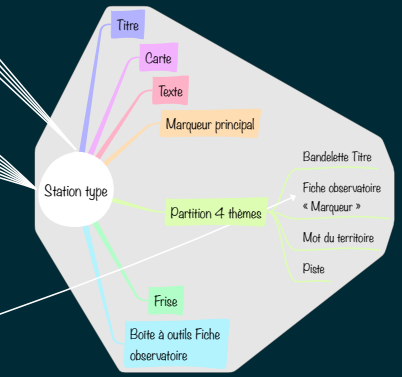 Titre
Carte
Texte
Marqueur principal
Station type
Partition 4 thèmes
Bandelette Titre
Fiche observatoire
« Marqueur »
Mot du territoire
Piste
Frise
Boîte à outils Fiche
observatoire